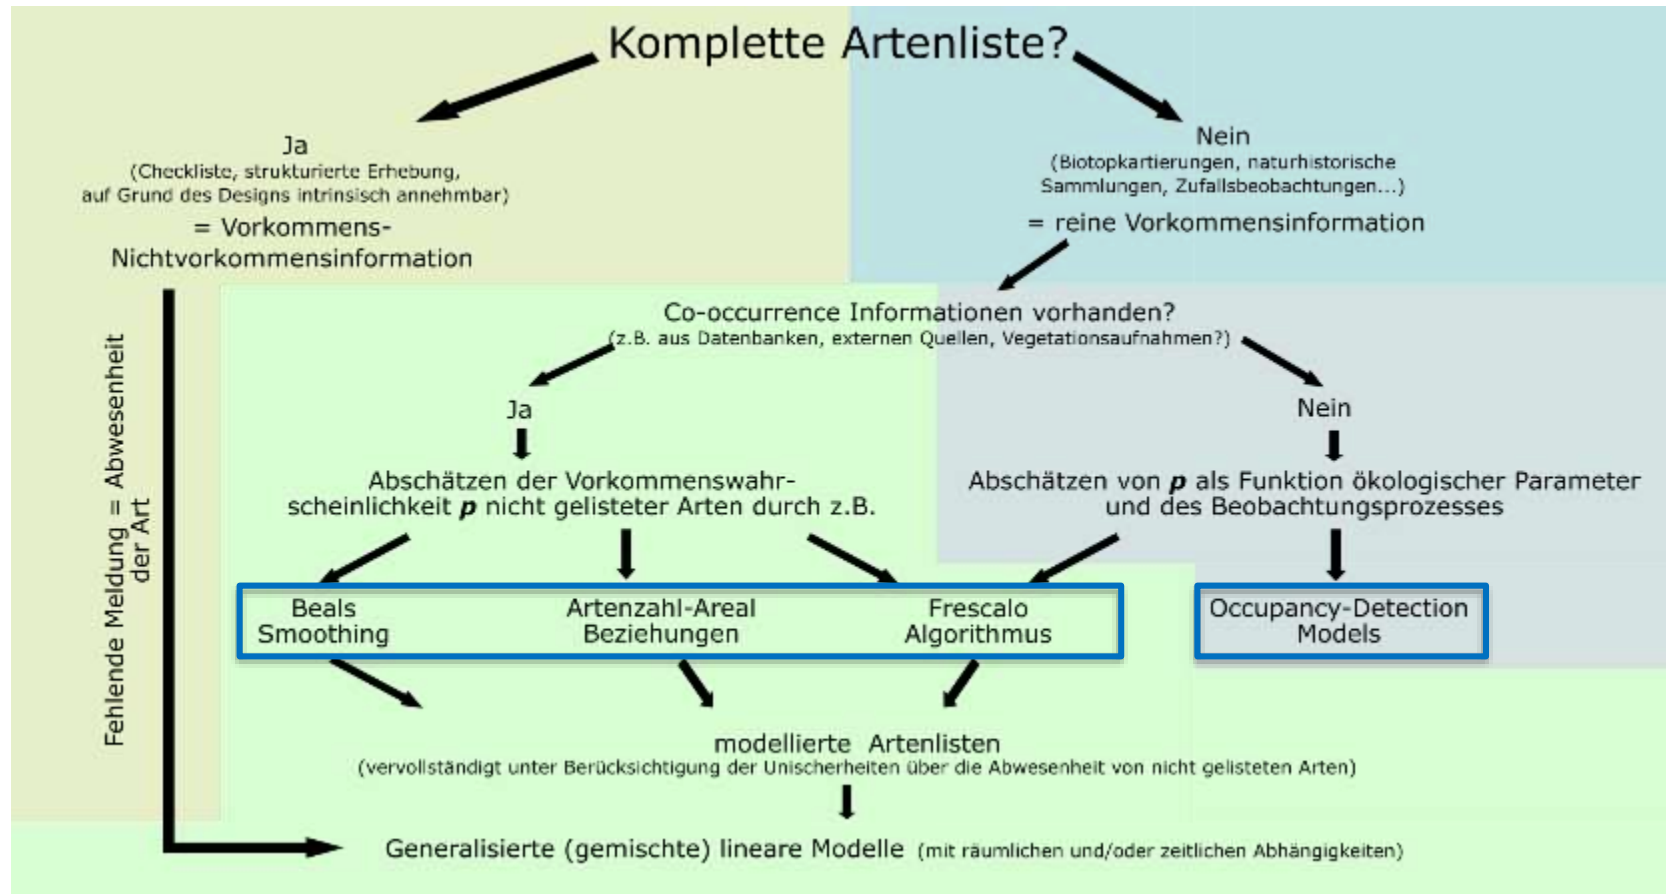 Komplette Artenliste?
Ja
(Checkliste, strukturierte Erhebung,
auf Grund des Designs intrinsisch annehmbar)
= Vorkommens-
Nichtvorkommensinformation
Nein
(Biotopkartierungen, naturhistorische
Sammlungen, Zufallsbeobachtungen...)
= reine Vorkommensinformation
Fehlende Meldung = Abwesenheit
der Art
Co-occurrence Informationen vorhanden?
(z.B. aus Datenbanken, externen Quellen, Vegetationsaufnahmen?)
Ja
Nein
Abschätzen der Vorkommenswahr-
scheinlichkeit p nicht gelisteter Arten durch z.B.
Abschätzen von p als Funktion ökologischer Parameter
und des Beobachtungsprozesses
Beals
Smoothing
Artenzahl-Areal
Beziehungen
Frescalo
Algorithmus
Occupancy-Detection
Models
modellierte Artenlisten
(vervollständigt unter Berücksichtigung der Unischerheiten über die Abwesenheit von nicht gelisteten Arten)
Generalisierte (gemischte) lineare Modelle (mit räumlichen und/oder zeitlichen Abhängigkeiten)